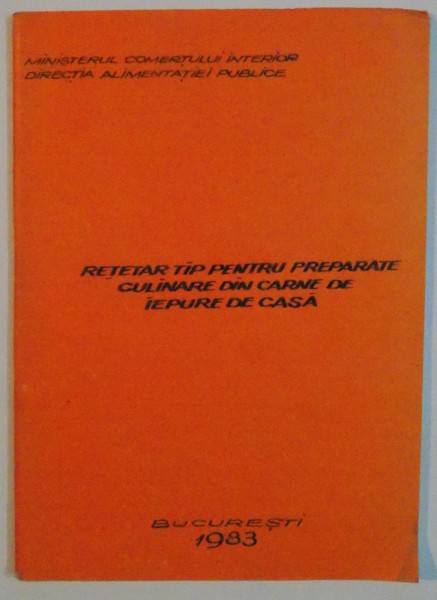 MINISTERUL COMERȚULUI INTERIOR
DIRECȚIA ALIMENTAȚIEI PUBLICE
REȚETAR TIP PENTRU PREPARATE
CULINARE DIN CARNE DE
IEPURE DE CASĂ
BUCUREȘTI
1983